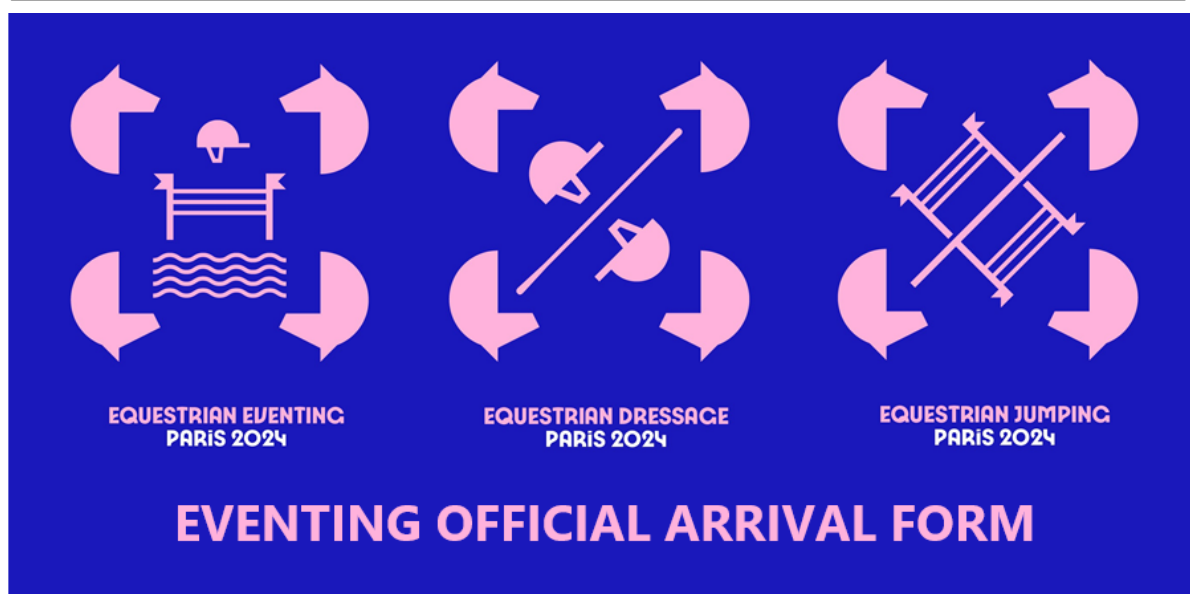 EQUESTRIAN EVENTING
PARiS 2024
EQUESTRIAN DRESSAGE
PARiS 2024
EQUESTRIAN JUMPING
PARiS 2024
EVENTING OFFICIAL ARRIVAL FORM